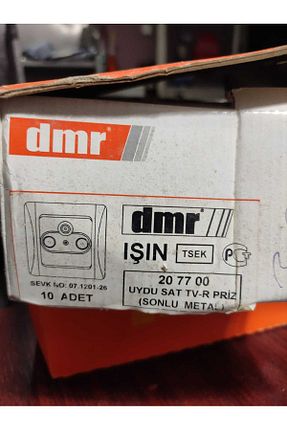 dmr
dmr
IŞIN TSEK
20 77 00
UYDU SAT TV-R PRİZ
(SONLU METAL)
SEVK NO: 07.1201-26
10 ADET